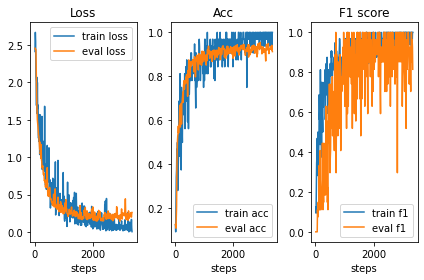 Loss
Acc
F1 score
train loss
eval loss
train acc
eval acc
train f1
eval f1
2.5
2.0
1.5
1.0
0.5
0.0
0
2000
steps
1.0
0.8
0.6
0.4
0.2
0
2000
steps
1.0
0.8
0.6
0.4
0.2
0.0
0
2000
steps